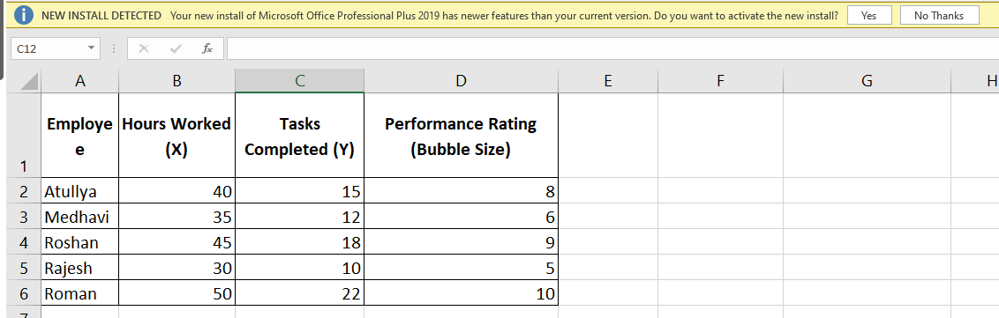 NEW INSTALL DETECTED Your new install of Microsoft Office Professional Plus 2019 has newer features than your current version. Do you want to activate the new install? Yes No Thanks
C12 fx
A B C D E F G H
1 Employe Hours Worked Tasks Performance Rating
e (X) Completed (Y) (Bubble Size)
2 Atullya 40 15 8
3 Medhavi 35 12 6
4 Roshan 45 18 9
5 Rajesh 30 10 5
6 Roman 50 22 10